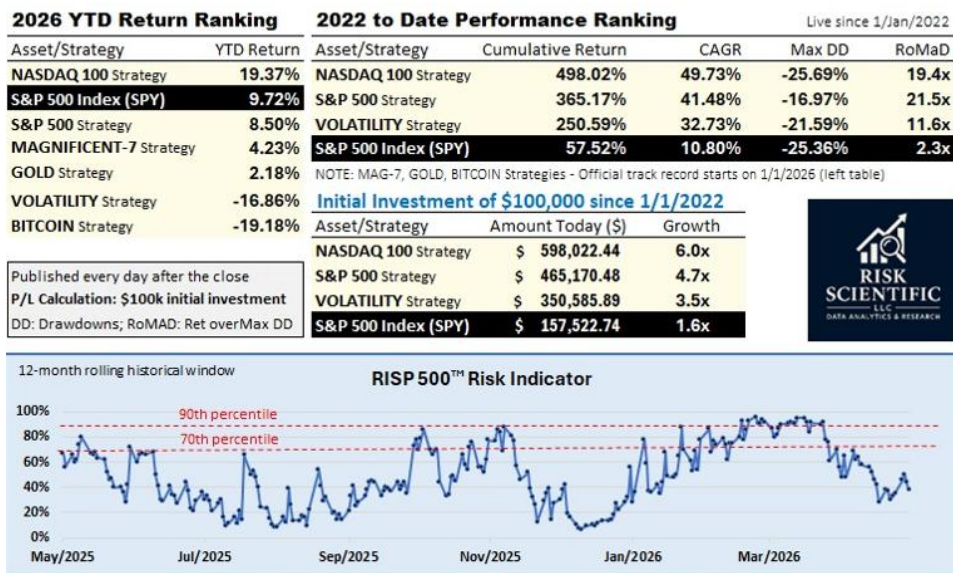 2026 YTD Return Ranking
Asset/Strategy YTD Return
NASDAQ 100 Strategy 19.37%
S&P 500 Index (SPY) 9.72%
S&P 500 Strategy 8.50%
MAGNIFICENT-7 Strategy 4.23%
GOLD Strategy 2.18%
VOLATILITY Strategy -16.86%
BITCOIN Strategy -19.18%
Published every day after the close
P/L Calculation: $100k initial investment
DD: Drawdowns; RoMAD: Ret overMax DD
2022 to Date Performance Ranking Live since 1/Jan/2022
Asset/Strategy Cumulative Return CAGR Max DD RoMaD
NASDAQ 100 Strategy 498.02% 49.73% -25.69% 19.4x
S&P 500 Strategy 365.17% 41.48% -16.97% 21.5x
VOLATILITY Strategy 250.59% 32.73% -21.59% 11.6x
S&P 500 Index (SPY) 57.52% 10.80% -25.36% 2.3x
NOTE: MAG-7, GOLD, BITCOIN Strategies - Official track record starts on 1/1/2026 (left table)
Initial Investment of $100,000 since 1/1/2022
Asset/Strategy Amount Today ($) Growth
NASDAQ 100 Strategy $ 598,022.44 6.0x
S&P 500 Strategy $ 465,170.48 4.7x
VOLATILITY Strategy $ 350,585.89 3.5x
S&P 500 Index (SPY) $ 157,522.74 1.6x
RISK
SCIENTIFIC
LLC
DATA ANALYTICS & RESEARCH
12-month rolling historical window
RISP 500™ Risk Indicator
90th percentile
70th percentile
100%
80%
60%
40%
20%
0%
May/2025 Jul/2025 Sep/2025 Nov/2025 Jan/2026 Mar/2026